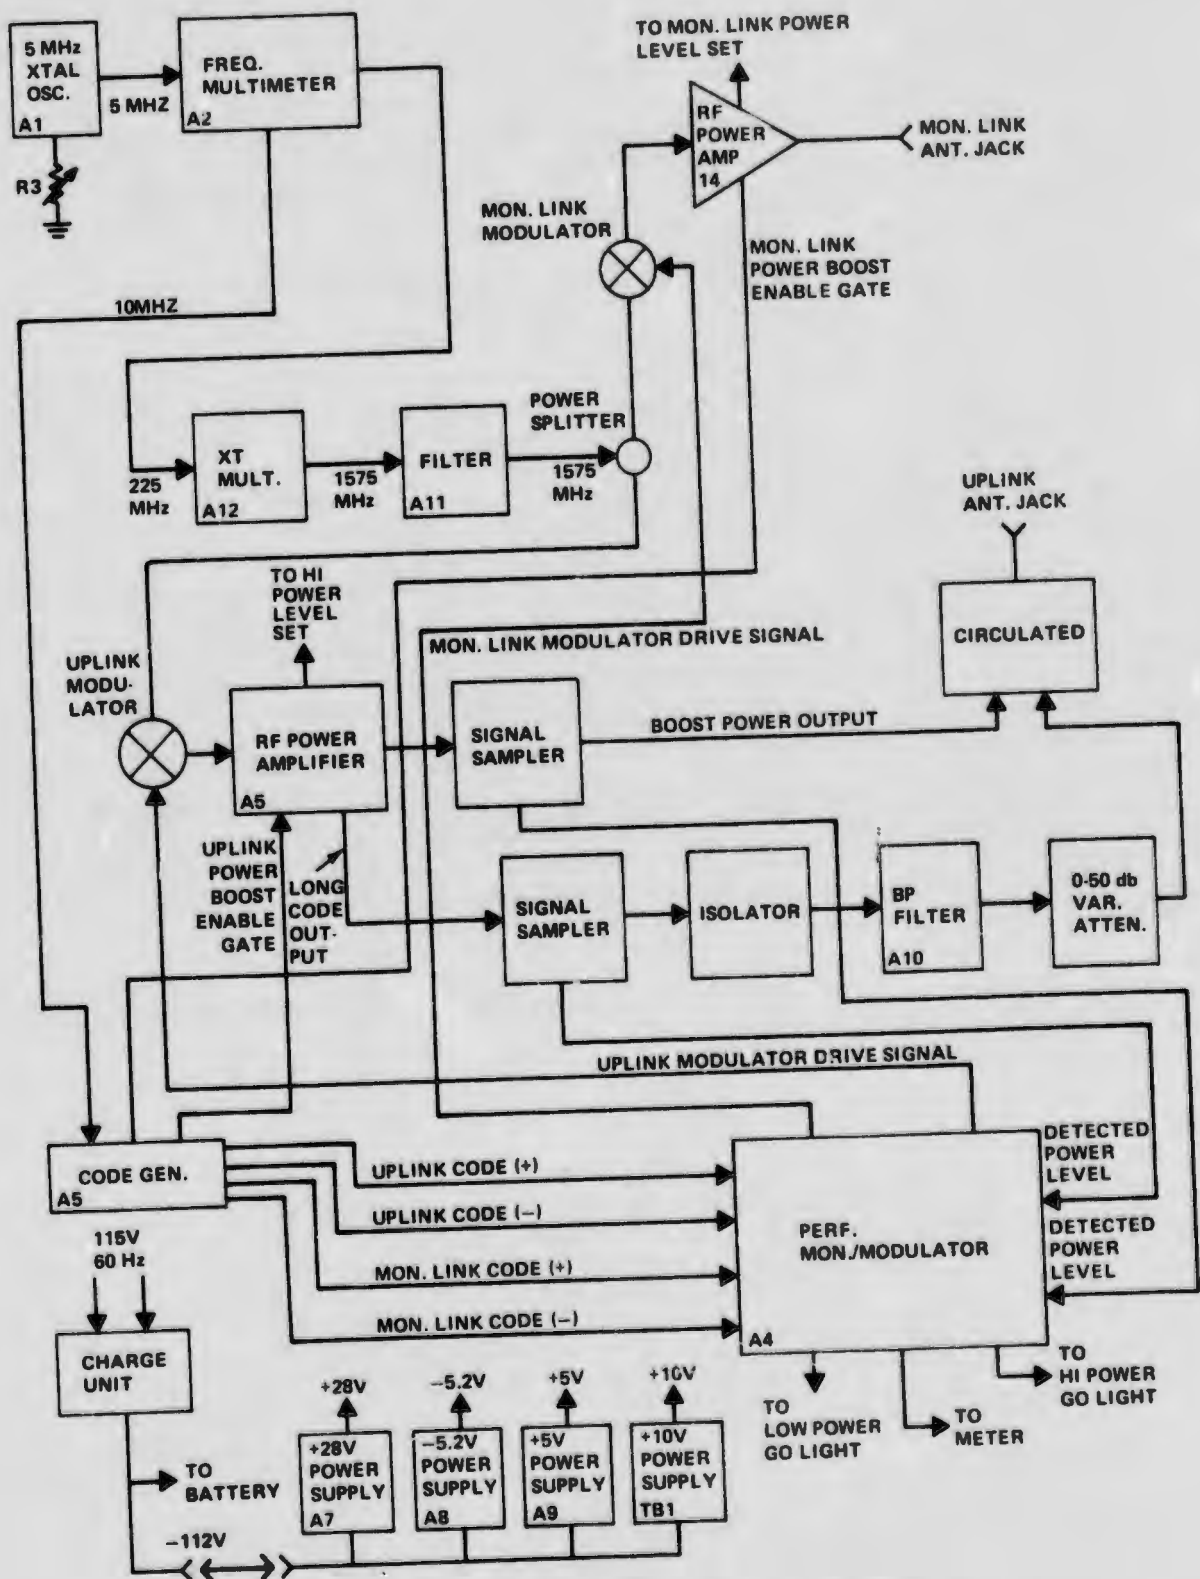 5 MHz
XTAL
OSC.
A1
5 MHZ
FREQ.
MULTIMETER
A2
R3
TO MON. LINK POWER
LEVEL SET
RF
POWER
AMP
14
MON. LINK
ANT. JACK
MON. LINK
MODULATOR
MON. LINK
POWER BOOST
ENABLE GATE
10MHZ
225
MHz
XT
MULT.
A12
1575
MHz
FILTER
A11
POWER
SPLITTER
1575
MHz
UPLINK
ANT. JACK
CIRCULATED
TO HI
POWER
LEVEL
SET
MON. LINK MODULATOR DRIVE SIGNAL
UPLINK
MODU-
LATOR
RF POWER
AMPLIFIER
A5
SIGNAL
SAMPLER
BOOST POWER OUTPUT
UPLINK
POWER
BOOST
ENABLE
GATE
LONG
CODE
OUT-
PUT
SIGNAL
SAMPLER
ISOLATOR
BP
FILTER
A10
0-50 db
VAR.
ATTEN.
UPLINK MODULATOR DRIVE SIGNAL
CODE GEN.
A5
UPLINK CODE (+)
UPLINK CODE (−)
MON. LINK CODE (+)
MON. LINK CODE (−)
PERF.
MON./MODULATOR
A4
DETECTED
POWER
LEVEL
DETECTED
POWER
LEVEL
115V
60 Hz
CHARGE
UNIT
TO
BATTERY
−112V
+28V
+28V
POWER
SUPPLY
A7
−5.2V
−5.2V
POWER
SUPPLY
A8
+5V
+5V
POWER
SUPPLY
A9
+10V
+10V
POWER
SUPPLY
TB1
TO
LOW POWER
GO LIGHT
TO
METER
TO
HI POWER
GO LIGHT